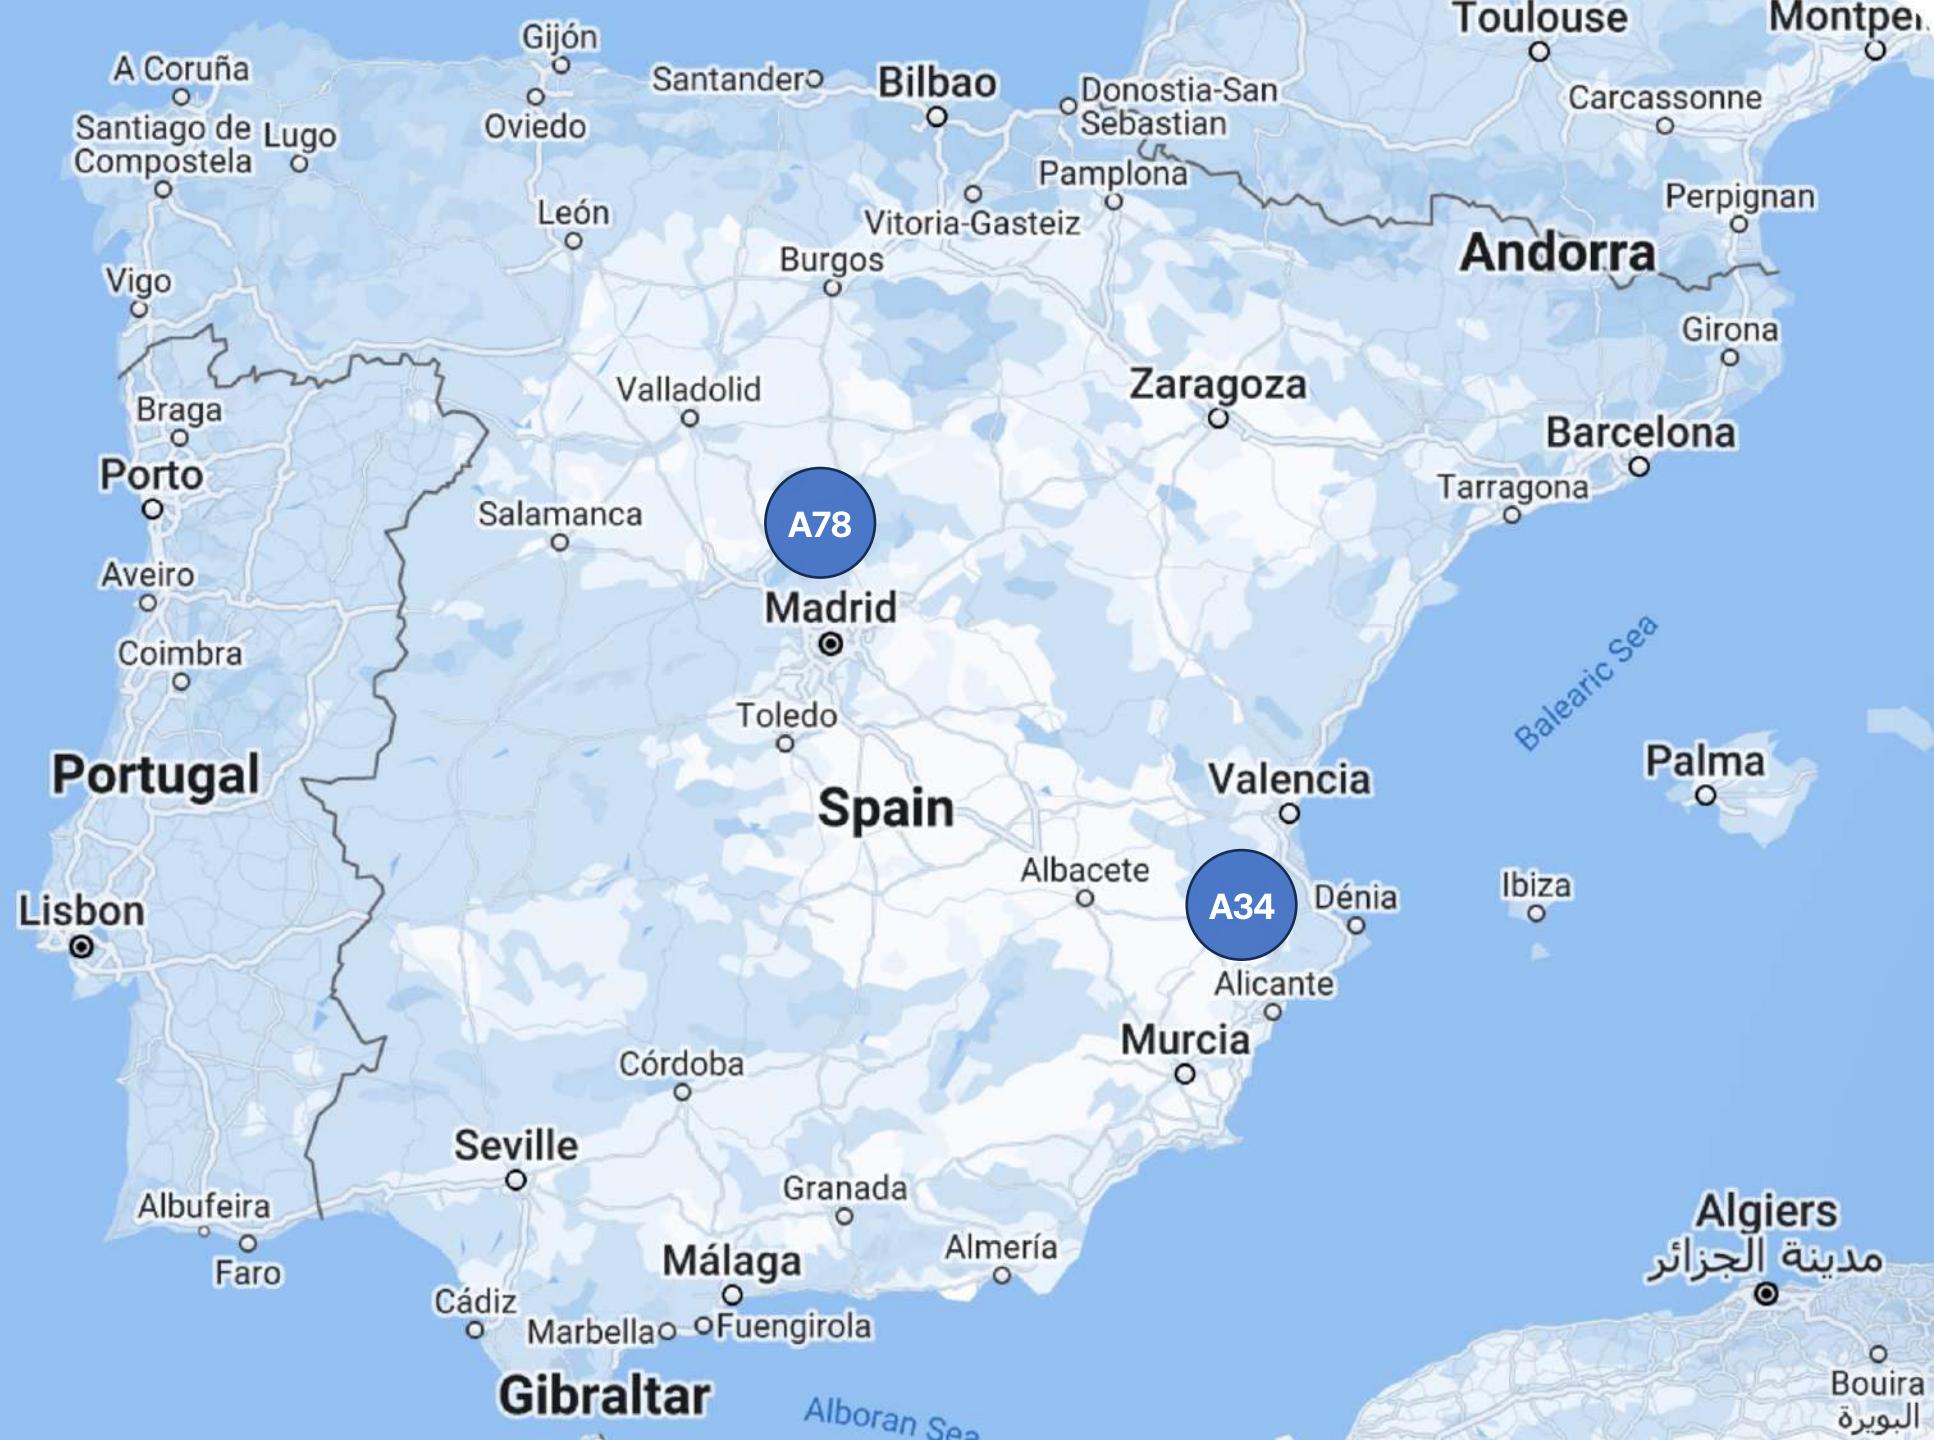 Toulouse
Gijón
A Coruña
Santander
Bilbao
Donostia-San
Sebastian
Carcassonne
Santiago de
Compostela
Lugo
Oviedo
Pamplona
Perpignan
León
Vitoria-Gasteiz
Burgos
Andorra
Vigo
Girona
Valladolid
Zaragoza
Braga
Barcelona
Porto
Tarragona
Salamanca
A78
Aveiro
Madrid
Coimbra
Balearic Sea
Toledo
Portugal
Valencia
Palma
Spain
Albacete
A34
Dénia
Ibiza
Lisbon
Alicante
Murcia
Córdoba
Seville
Granada
Albufeira
Algiers
مدينة الجزائر
Almería
Málaga
Faro
Cádiz
Marbella
Fuengirola
Gibraltar
Bouira
البويرة
Alboran Sea